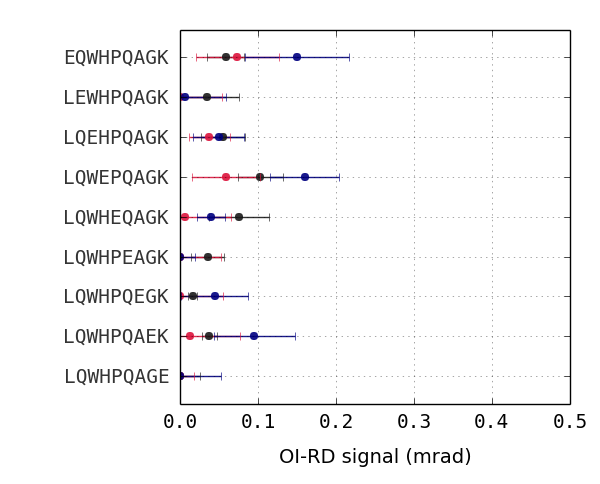 EQWHPQAGK
LEWHPQAGK
LQEHPQAGK
LQWEPQAGK
LQWHEQAGK
LQWHPEAGK
LQWHPQEGK
LQWHPQAEK
LQWHPQAGE
0.0 0.1 0.2 0.3 0.4 0.5
OI-RD signal (mrad)